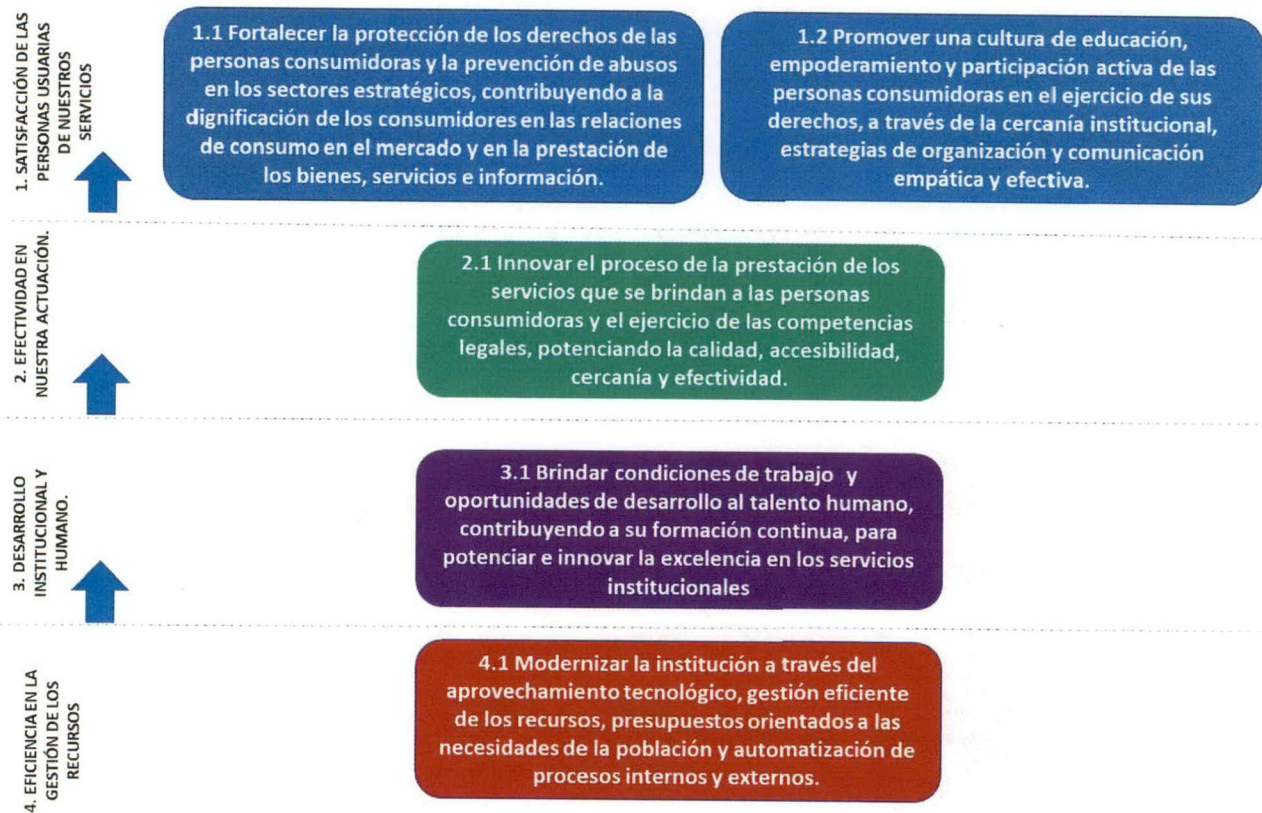 1. SATISFACCIÓN DE LAS
PERSONAS USUARIAS
DE NUESTROS
SERVICIOS
1.1 Fortalecer la protección de los derechos de las
personas consumidoras y la prevención de abusos
en los sectores estratégicos, contribuyendo a la
dignificación de los consumidores en las relaciones
de consumo en el mercado y en la prestación de
los bienes, servicios e información.
1.2 Promover una cultura de educación,
empoderamiento y participación activa de las
personas consumidoras en el ejercicio de sus
derechos, a través de la cercanía institucional,
estrategias de organización y comunicación
empática y efectiva.
2. EFECTIVIDAD EN
NUESTRA ACTUACIÓN.
2.1 Innovar el proceso de la prestación de los
servicios que se brindan a las personas
consumidoras y el ejercicio de las competencias
legales, potenciando la calidad, accesibilidad,
cercanía y efectividad.
3. DESARROLLO
INSTITUCIONAL Y
HUMANO.
3.1 Brindar condiciones de trabajo y
oportunidades de desarrollo al talento humano,
contribuyendo a su formación continua, para
potenciar e innovar la excelencia en los servicios
institucionales
4. EFICIENCIA EN LA
GESTIÓN DE LOS
RECURSOS
4.1 Modernizar la institución a través del
aprovechamiento tecnológico, gestión eficiente
de los recursos, presupuestos orientados a las
necesidades de la población y automatización de
procesos internos y externos.